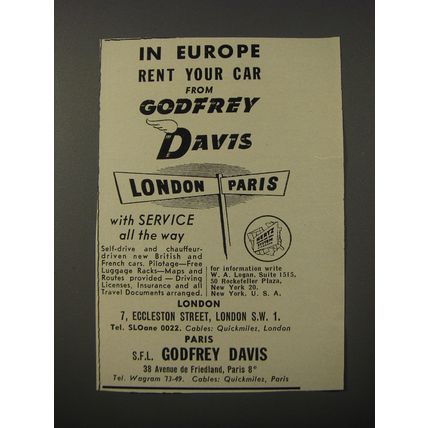 IN EUROPE
RENT YOUR CAR
FROM
GODFREY
DAVIS
LONDON PARIS
with SERVICE
all the way
Self-drive and chauffeur-
driven new British and
French cars. Pilotage—Free
Luggage Racks—Maps and
Routes provided — Driving
Licenses, Insurance and all
Travel Documents arranged.
HERTZ
SYSTEM
for information write
W. A. Logan, Suite 1515,
50 Rockefeller Plaza,
New York 20.
New York. U. S. A.
LONDON
7, ECCLESTON STREET, LONDON S.W. 1.
Tel. SLOane 0022. Cables: Quickmilez, London
PARIS
S.F.L. GODFREY DAVIS
38 Avenue de Friedland, Paris 8e
Tel. Wagram 73-49. Cables: Quickmilez, Paris